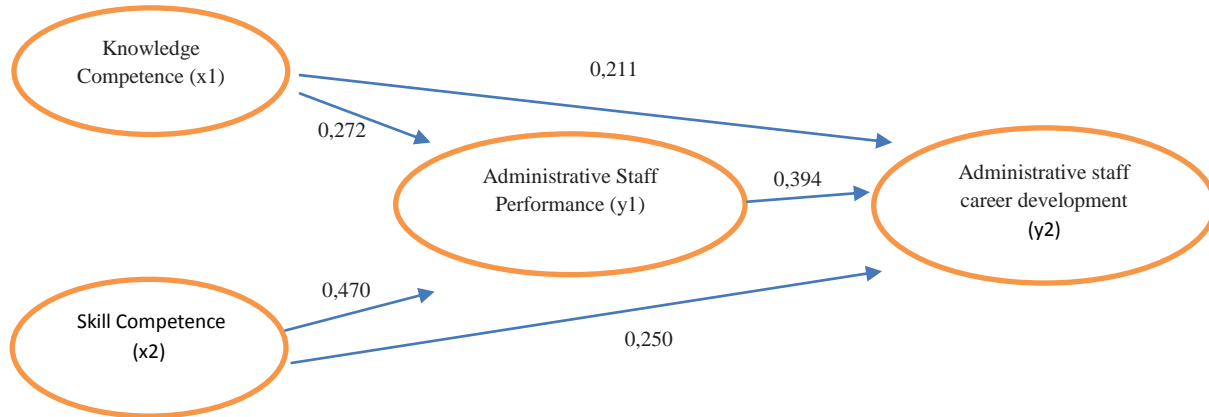 Knowledge
Competence (x1)
0,211
0,272
Administrative Staff
Performance (y1)
0,394
Administrative staff
career development
(y2)
0,470
Skill Competence
(x2)
0,250